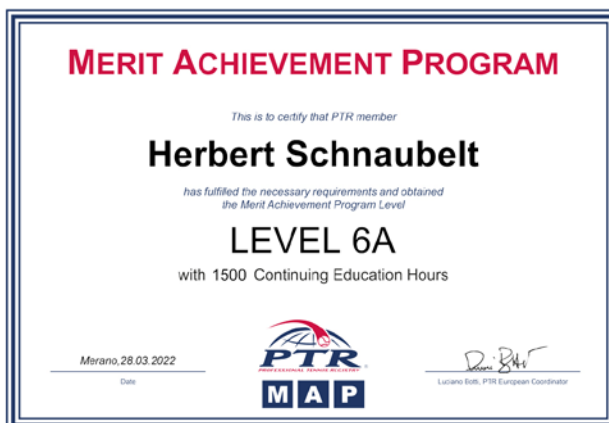 MERIT ACHIEVEMENT PROGRAM
This is to certify that PTR member
Herbert Schnaubelt
has fulfilled the necessary requirements and obtained
the Merit Achievement Program Level
LEVEL 6A
with 1500 Continuing Education Hours
Merano,28.03.2022
Date
PTR
PROFESSIONAL TENNIS REGISTRY
MAP
Luciano Botti, PTR European Coordinator